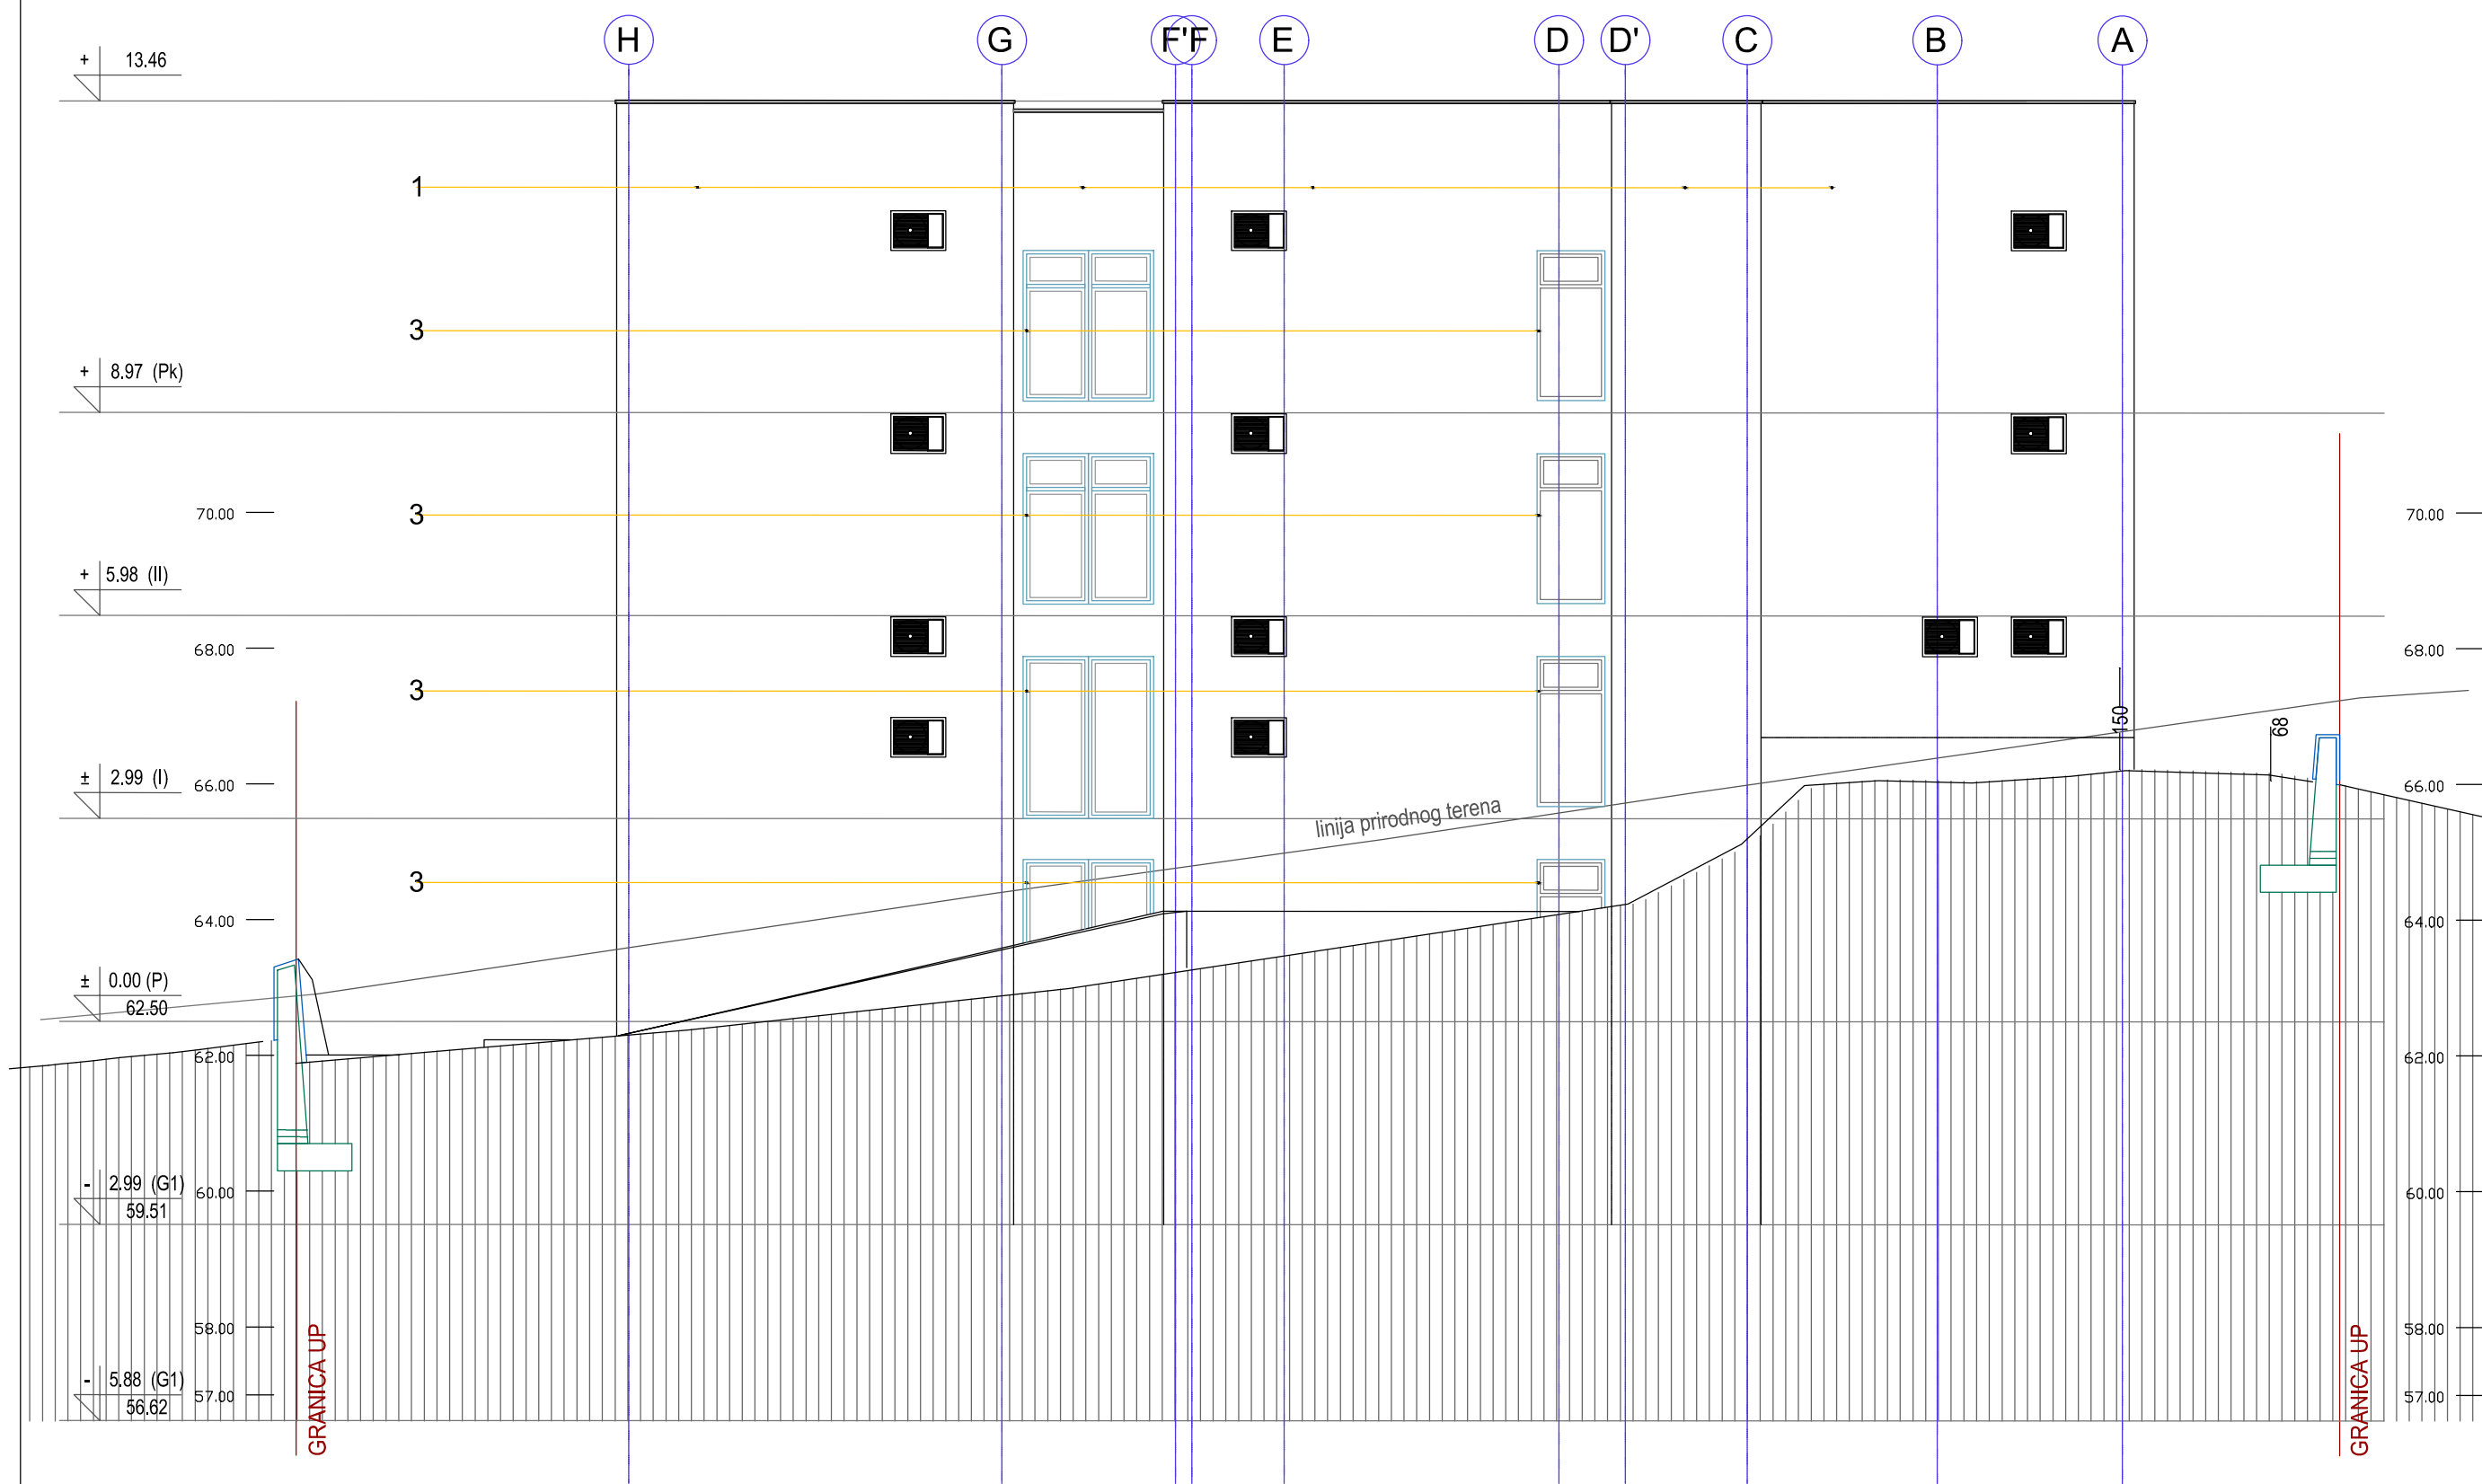 H G F' F E D D' C B A
+ 13.46
1
3
+ 8.97 (Pk)
70.00 3 70.00
+ 5.98 (II)
68.00 68.00
3
150 68
± 2.99 (I)
66.00 66.00
linija prirodnog terena
3
64.00 64.00
± 0.00 (P)
62.50
62.00 62.00
- 2.99 (G1)
60.00 60.00
59.51
58.00 58.00
- 5.88 (G1)
57.00 57.00
56.62
GRANICA UP GRANICA UP